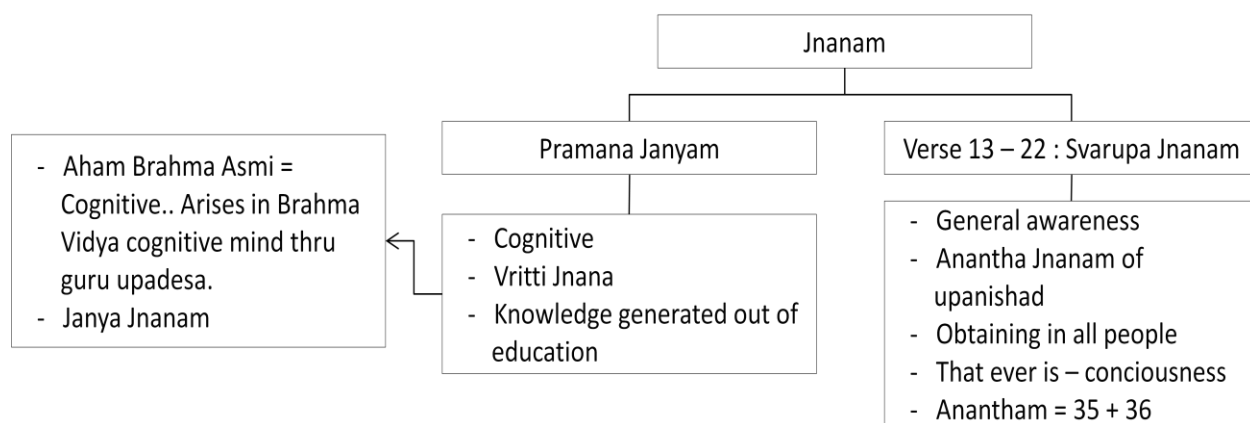 Jnanam
Pramana Janyam
Verse 13 – 22 : Svarupa Jnanam
- Aham Brahma Asmi =
Cognitive.. Arises in Brahma
Vidya cognitive mind thru
guru upadesa.
- Janya Jnanam
- Cognitive
- Vritti Jnana
- Knowledge generated out of
education
- General awareness
- Anantha Jnanam of
upanishad
- Obtaining in all people
- That ever is – conciousness
- Anantham = 35 + 36